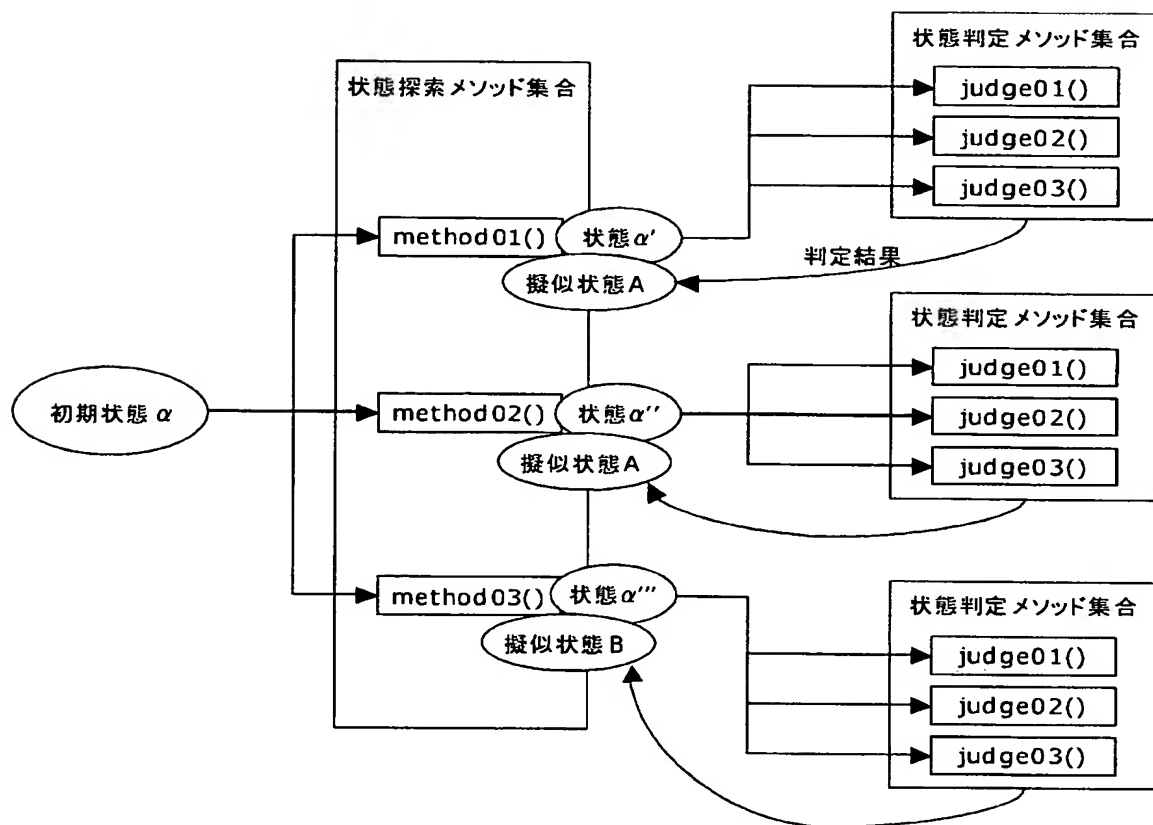 状態判定メソッド集合
judge01()
judge02()
judge03()
状態探索メソッド集合
method01()
状態α'
擬似状態A
判定結果
状態判定メソッド集合
judge01()
judge02()
judge03()
初期状態α
method02()
状態α''
擬似状態A
method03()
状態α'''
擬似状態B
状態判定メソッド集合
judge01()
judge02()
judge03()